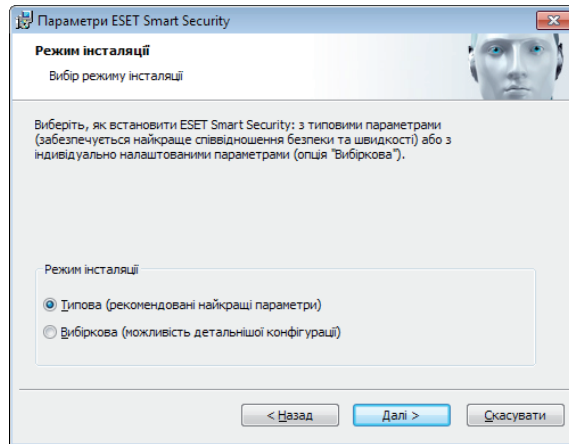 Параметри ESET Smart Security
Режим інсталяції
Вибір режиму інсталяції
Виберіть, як встановити ESET Smart Security: з типовими параметрами
(забезпечується найкраще співвідношення безпеки та швидкості) або з
індивідуально налаштованими параметрами (опція "Вибіркова").
Режим інсталяції
Типова (рекомендовані найкращі параметри)
Вибіркова (можливість детальнішої конфігурації)
< Назад Далі > Скасувати